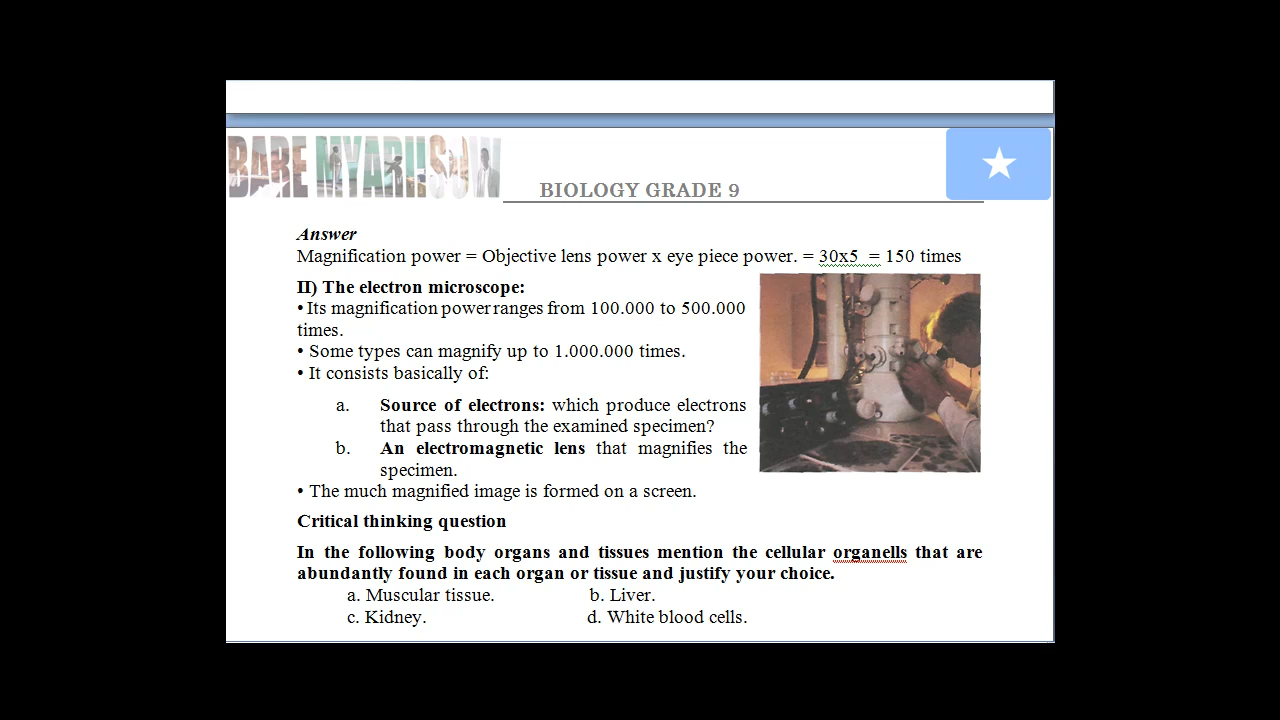 BARE MYARIISOW
BIOLOGY GRADE 9
Answer
Magnification power = Objective lens power x eye piece power. = 30x5 = 150 times
II) The electron microscope:
• Its magnification power ranges from 100.000 to 500.000
times.
• Some types can magnify up to 1.000.000 times.
• It consists basically of:
a. Source of electrons: which produce electrons
that pass through the examined specimen?
b. An electromagnetic lens that magnifies the
specimen.
• The much magnified image is formed on a screen.
Critical thinking question
In the following body organs and tissues mention the cellular organells that are
abundantly found in each organ or tissue and justify your choice.
a. Muscular tissue. b. Liver.
c. Kidney. d. White blood cells.